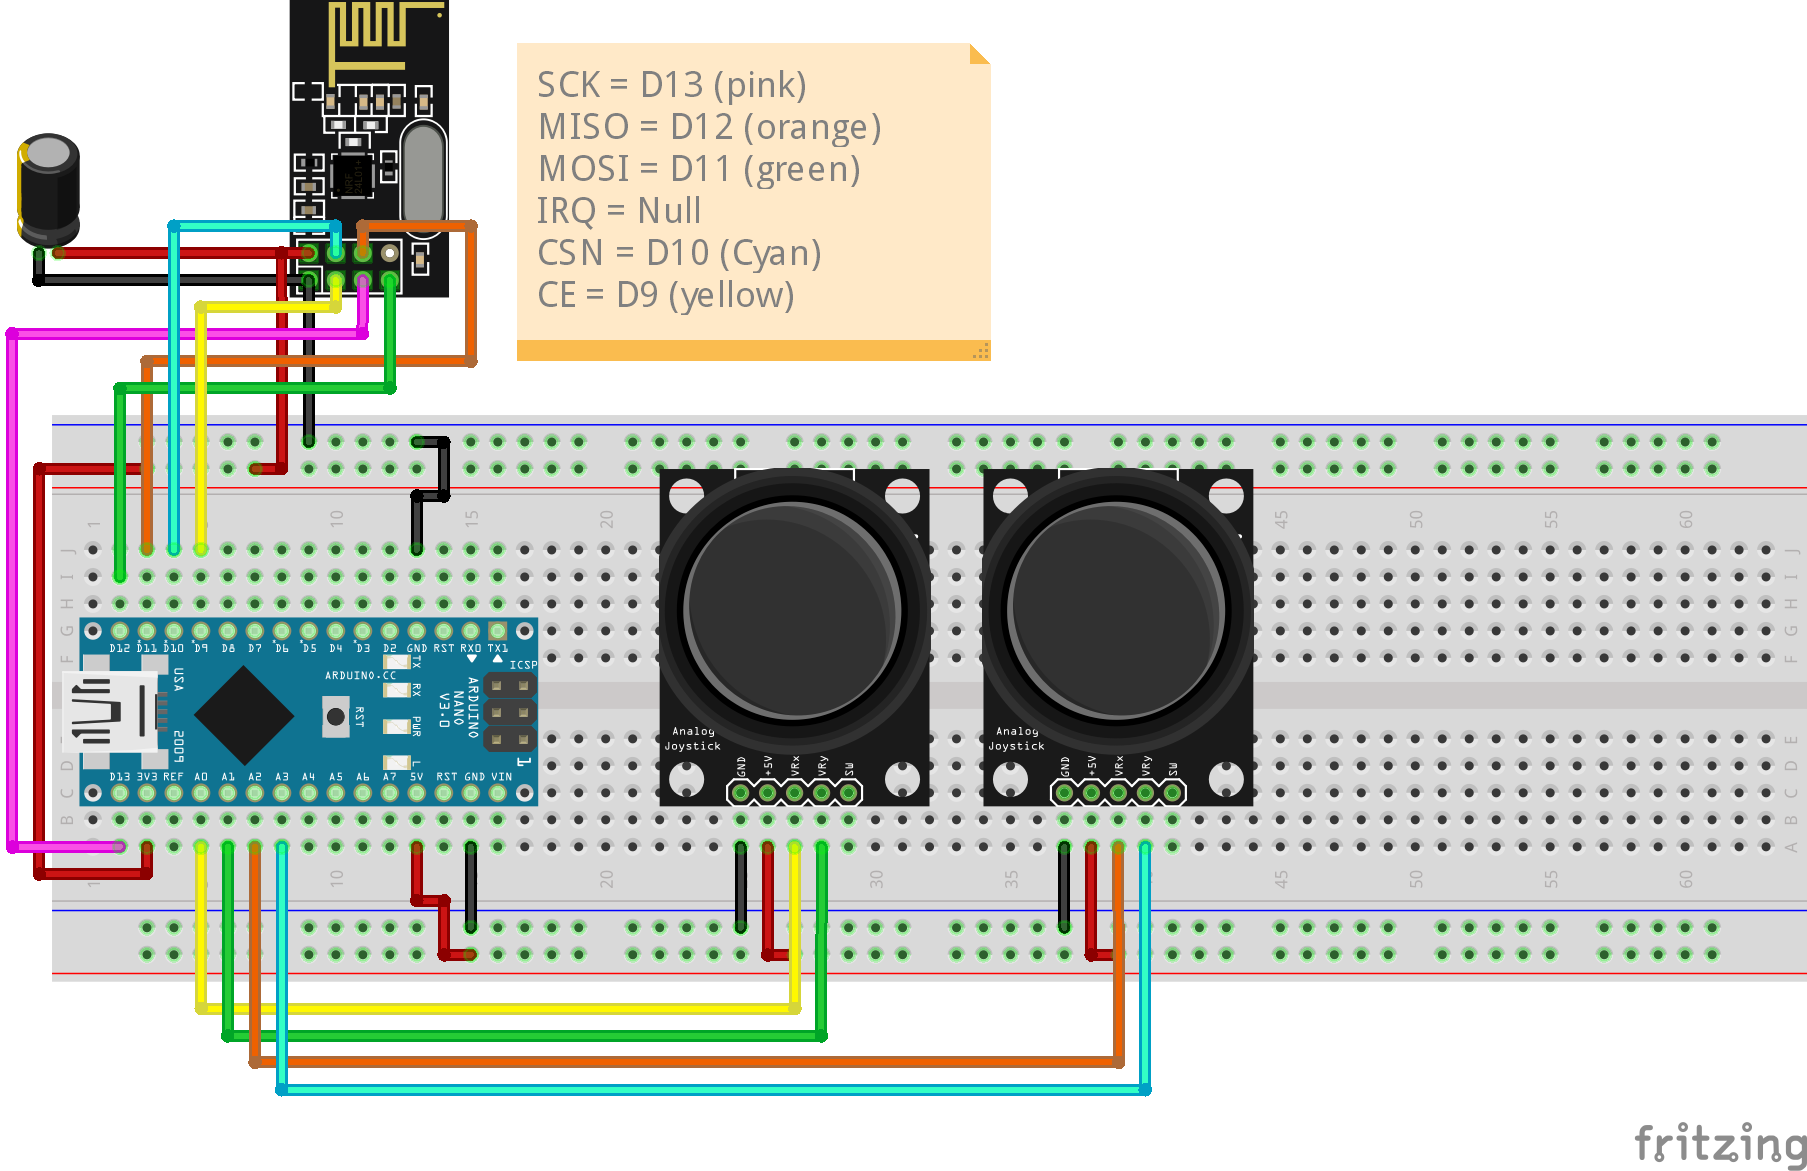 SCK = D13 (pink)
MISO = D12 (orange)
MOSI = D11 (green)
IRQ = Null
CSN = D10 (Cyan)
CE = D9 (yellow)
NRF
24L01+
1 10 15 20 45 50 55 60
J J
I I
H H
G G
F F
D12 D11 D10 D9 D8 D7 D6 D5 D4 D3 D2 GND RST RX0 TX1
USA
ARDUINO.CC
TX
RX
PWR
L
RST
ICSP
ARDUINO
NANO
V3.0
1
2009
D13 3V3 REF A0 A1 A2 A3 A4 A5 A6 A7 5V RST GND VIN
Analog
Joystick
GND +5V VRx VRy SW
Analog
Joystick
GND +5V VRx VRy SW
E
D D
C C
B B
A A
1 10 20 30 35 45 50 55 60
fritzing